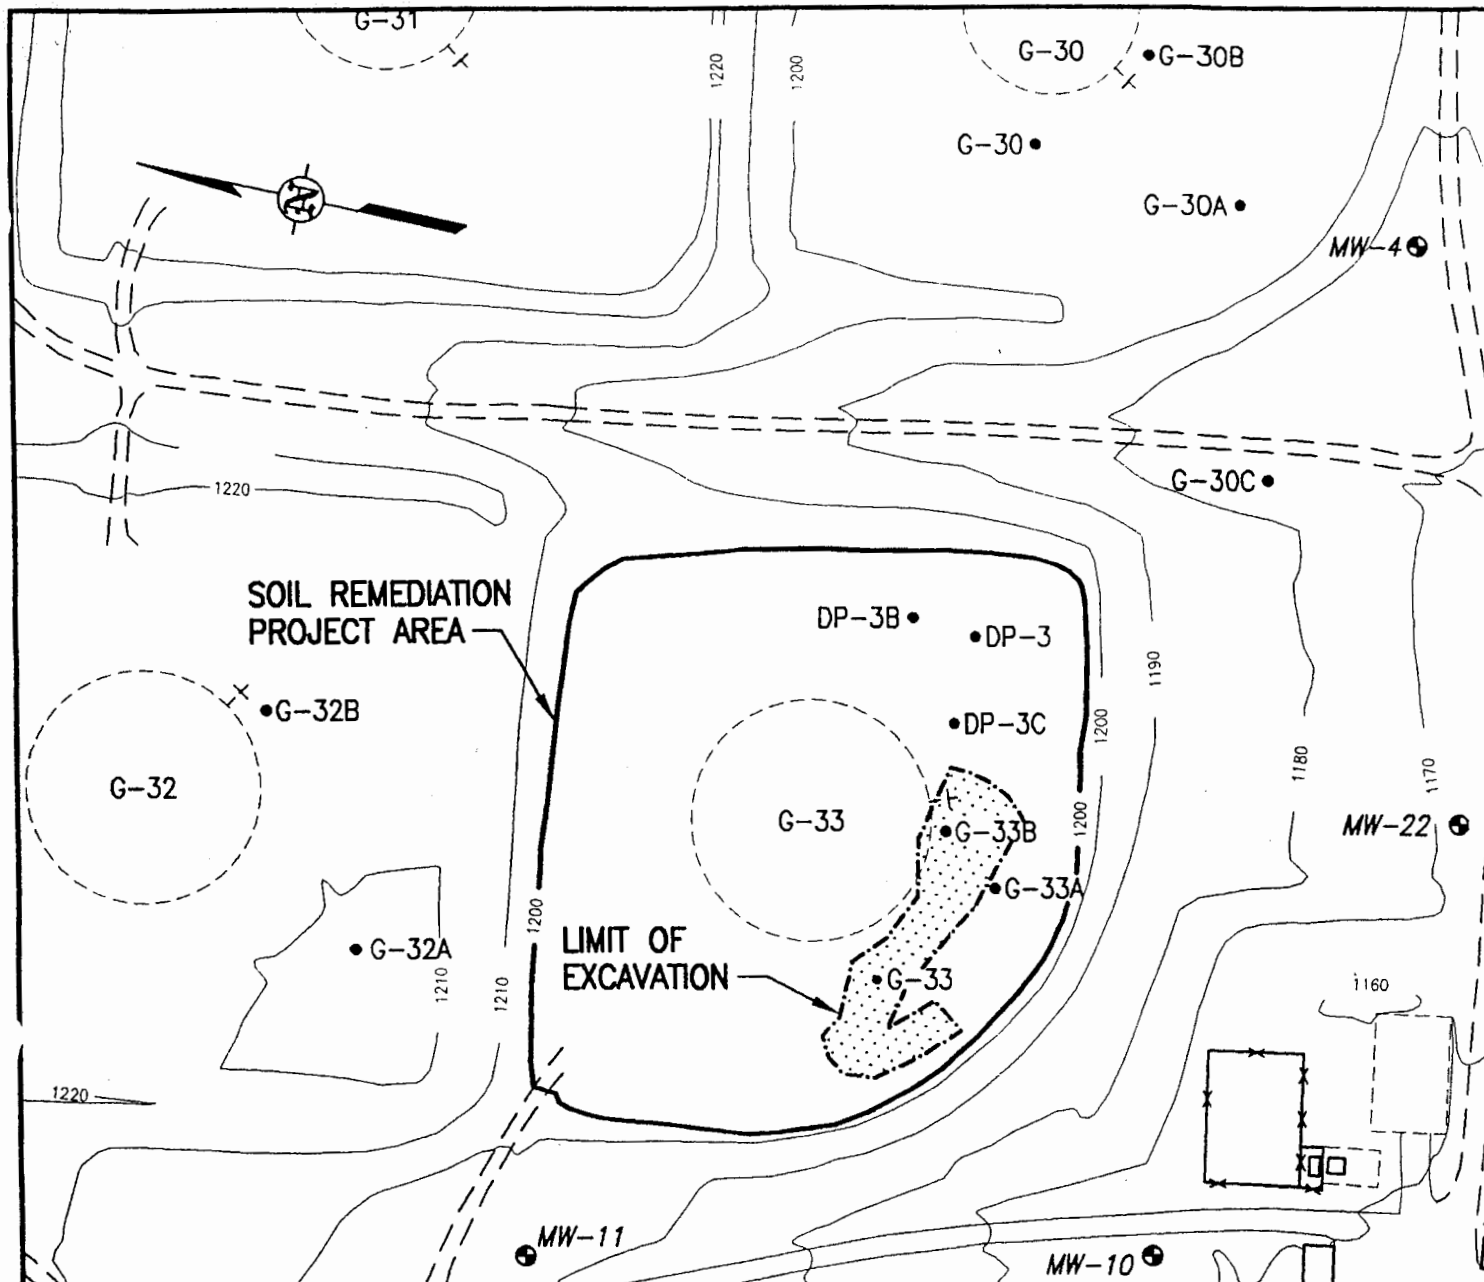 G-31
G-30
G-30B
1220
1200
G-30
N
G-30A
MW-4
G-30C
1220
SOIL REMEDIATION
PROJECT AREA
DP-3B
DP-3
1190
G-32B
DP-3C
1200
G-32
G-33
1200
1180
1170
MW-22
G-33B
G-33A
1200
LIMIT OF
EXCAVATION
G-32A
1210
1210
G-33
1160
1220
MW-11
MW-10